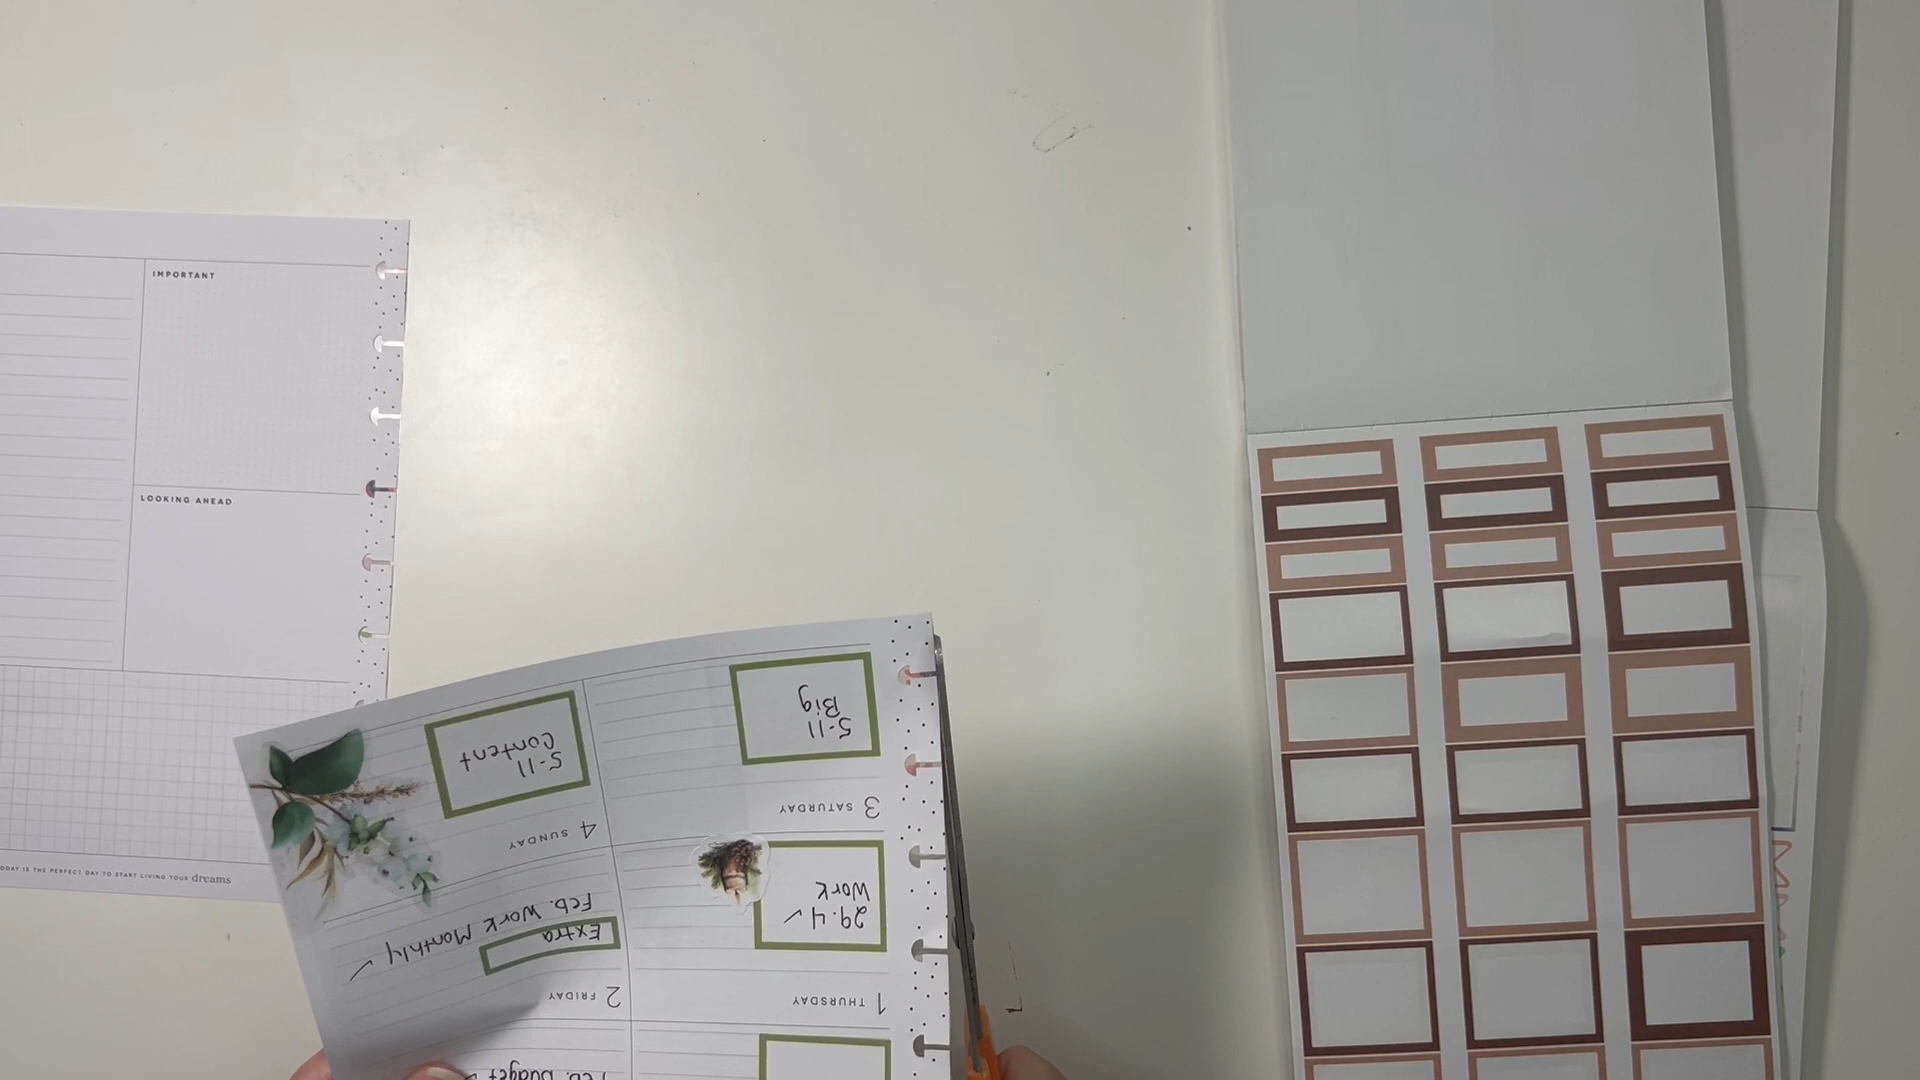 IMPORTANT
LOOKING AHEAD
ODAY IS THE PERFECT DAY TO START LIVING YOUR dreams
Feb. Budget ✓
1 THURSDAY
29.4 ✓
Work
2 FRIDAY
Extra
Feb. Work Monthly ✓
3 SATURDAY
5-11
Big
4 SUNDAY
5-11
Content